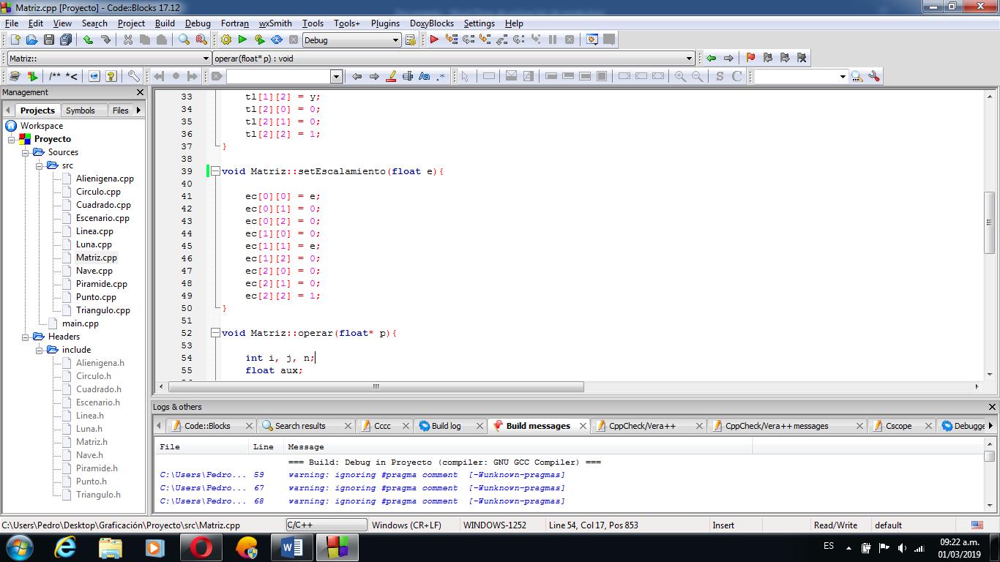 Matriz.cpp [Proyecto] - Code::Blocks 17.12
File Edit View Search Project Build Debug Fortran wxSmith Tools Tools+ Plugins DoxyBlocks Settings Help
Debug
Matriz:: operar(float* p) : void
/** *< Aa .* S C
Management
Projects Symbols Files
Workspace
Proyecto
Sources
src
Alienigena.cpp
Circulo.cpp
Cuadrado.cpp
Escenario.cpp
Linea.cpp
Luna.cpp
Matriz.cpp
Nave.cpp
Piramide.cpp
Punto.cpp
Triangulo.cpp
main.cpp
Headers
include
Alienigena.h
Circulo.h
Cuadrado.h
Escenario.h
Linea.h
Luna.h
Matriz.h
Nave.h
Piramide.h
Punto.h
Triangulo.h
33 tl[1][2] = y;
34 tl[2][0] = 0;
35 tl[2][1] = 0;
36 tl[2][2] = 1;
37 }
38
39 void Matriz::setEscalamiento(float e){
40
41 ec[0][0] = e;
42 ec[0][1] = 0;
43 ec[0][2] = 0;
44 ec[1][0] = 0;
45 ec[1][1] = e;
46 ec[1][2] = 0;
47 ec[2][0] = 0;
48 ec[2][1] = 0;
49 ec[2][2] = 1;
50 }
51
52 void Matriz::operar(float* p){
53
54 int i, j, n;
55 float aux;
Logs & others
Code::Blocks Search results Cccc Build log Build messages CppCheck/Vera++ CppCheck/Vera++ messages Cscope Debugge
File Line Message
=== Build: Debug in Proyecto (compiler: GNU GCC Compiler) ===
C:\Users\Pedro... 59 warning: ignoring #pragma comment [-Wunknown-pragmas]
C:\Users\Pedro... 67 warning: ignoring #pragma comment [-Wunknown-pragmas]
C:\Users\Pedro... 68 warning: ignoring #pragma comment [-Wunknown-pragmas]
C:\Users\Pedro\Desktop\Graficación\Proyecto\src\Matriz.cpp C/C++ Windows (CR+LF) WINDOWS-1252 Line 54, Col 17, Pos 853 Insert Read/Write default
ES 09:22 a.m.
01/03/2019